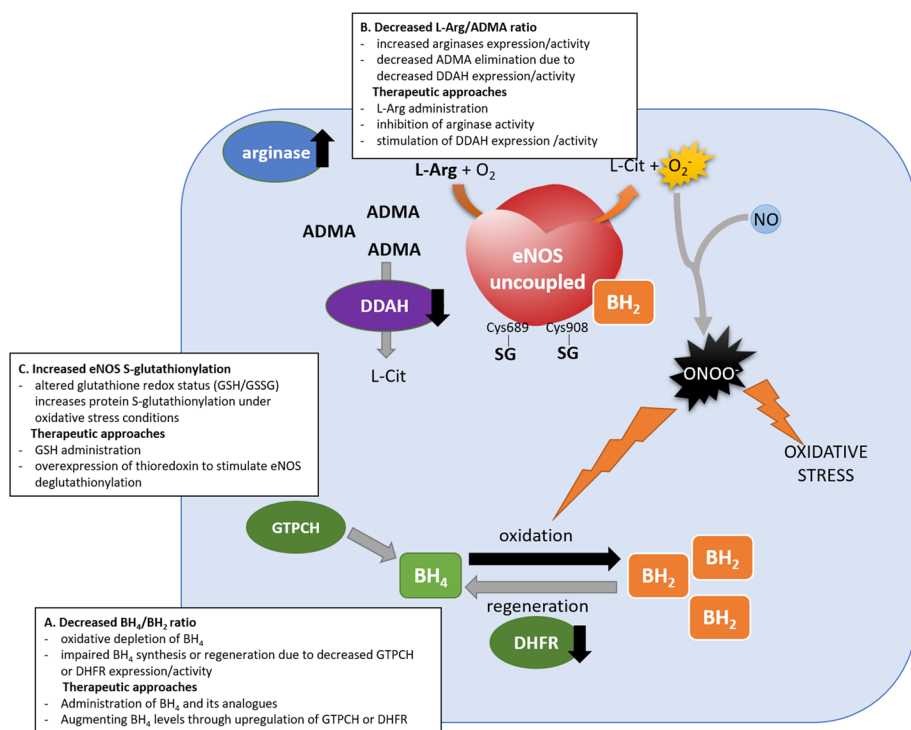 B. Decreased L-Arg/ADMA ratio
- increased arginases expression/activity
- decreased ADMA elimination due to
decreased DDAH expression/activity
Therapeutic approaches
- L-Arg administration
- inhibition of arginase activity
- stimulation of DDAH expression /activity
arginase
L-Arg + O₂
L-Cit + O₂⁻
ADMA
ADMA
ADMA
NO
eNOS
uncoupled
BH₂
DDAH
Cys689
Cys908
SG
SG
L-Cit
ONOO⁻
C. Increased eNOS S-glutathionylation
- altered glutathione redox status (GSH/GSSG)
increases protein S-glutathionylation under
oxidative stress conditions
Therapeutic approaches
- GSH administration
- overexpression of thioredoxin to stimulate eNOS
deglutathionylation
OXIDATIVE
STRESS
GTPCH
oxidation
BH₄
BH₂
BH₂
BH₂
regeneration
DHFR
A. Decreased BH₄/BH₂ ratio
- oxidative depletion of BH₄
- impaired BH₄ synthesis or regeneration due to decreased GTPCH
or DHFR expression/activity
Therapeutic approaches
- Administration of BH₄ and its analogues
- Augmenting BH₄ levels through upregulation of GTPCH or DHFR